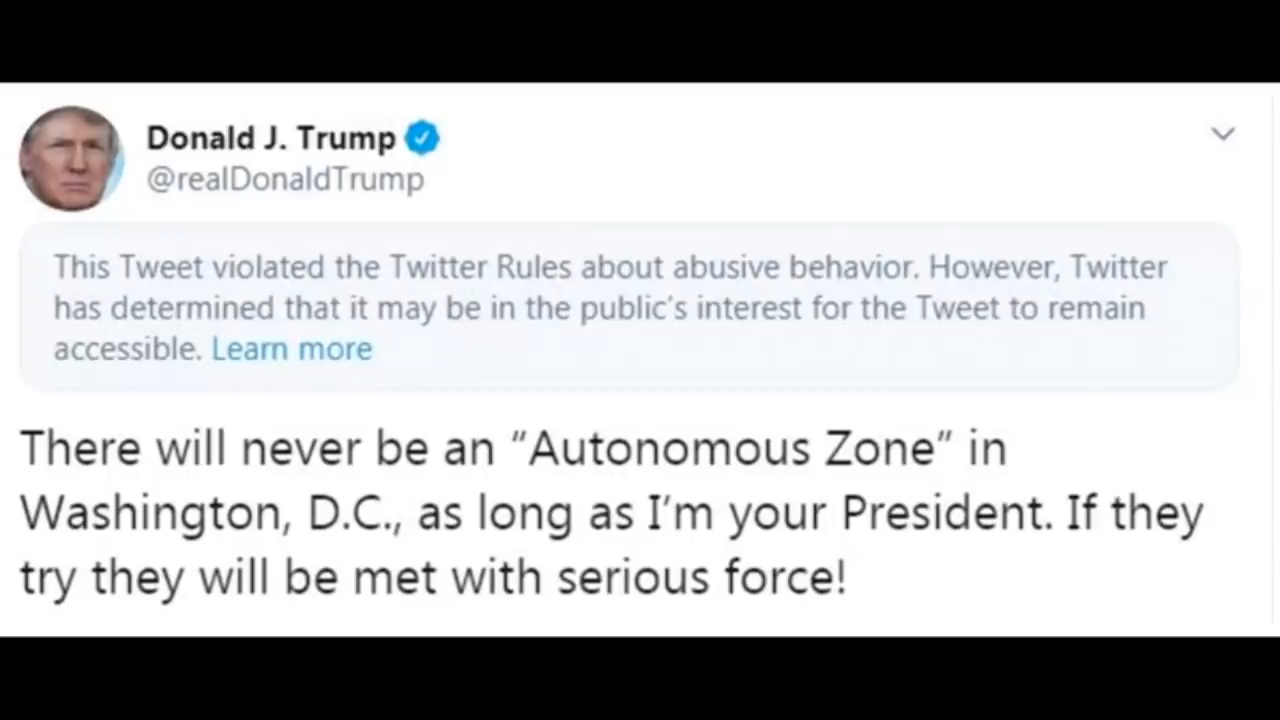 Donald J. Trump
@realDonaldTrump
This Tweet violated the Twitter Rules about abusive behavior. However, Twitter
has determined that it may be in the public's interest for the Tweet to remain
accessible. Learn more
There will never be an “Autonomous Zone” in
Washington, D.C., as long as I’m your President. If they
try they will be met with serious force!